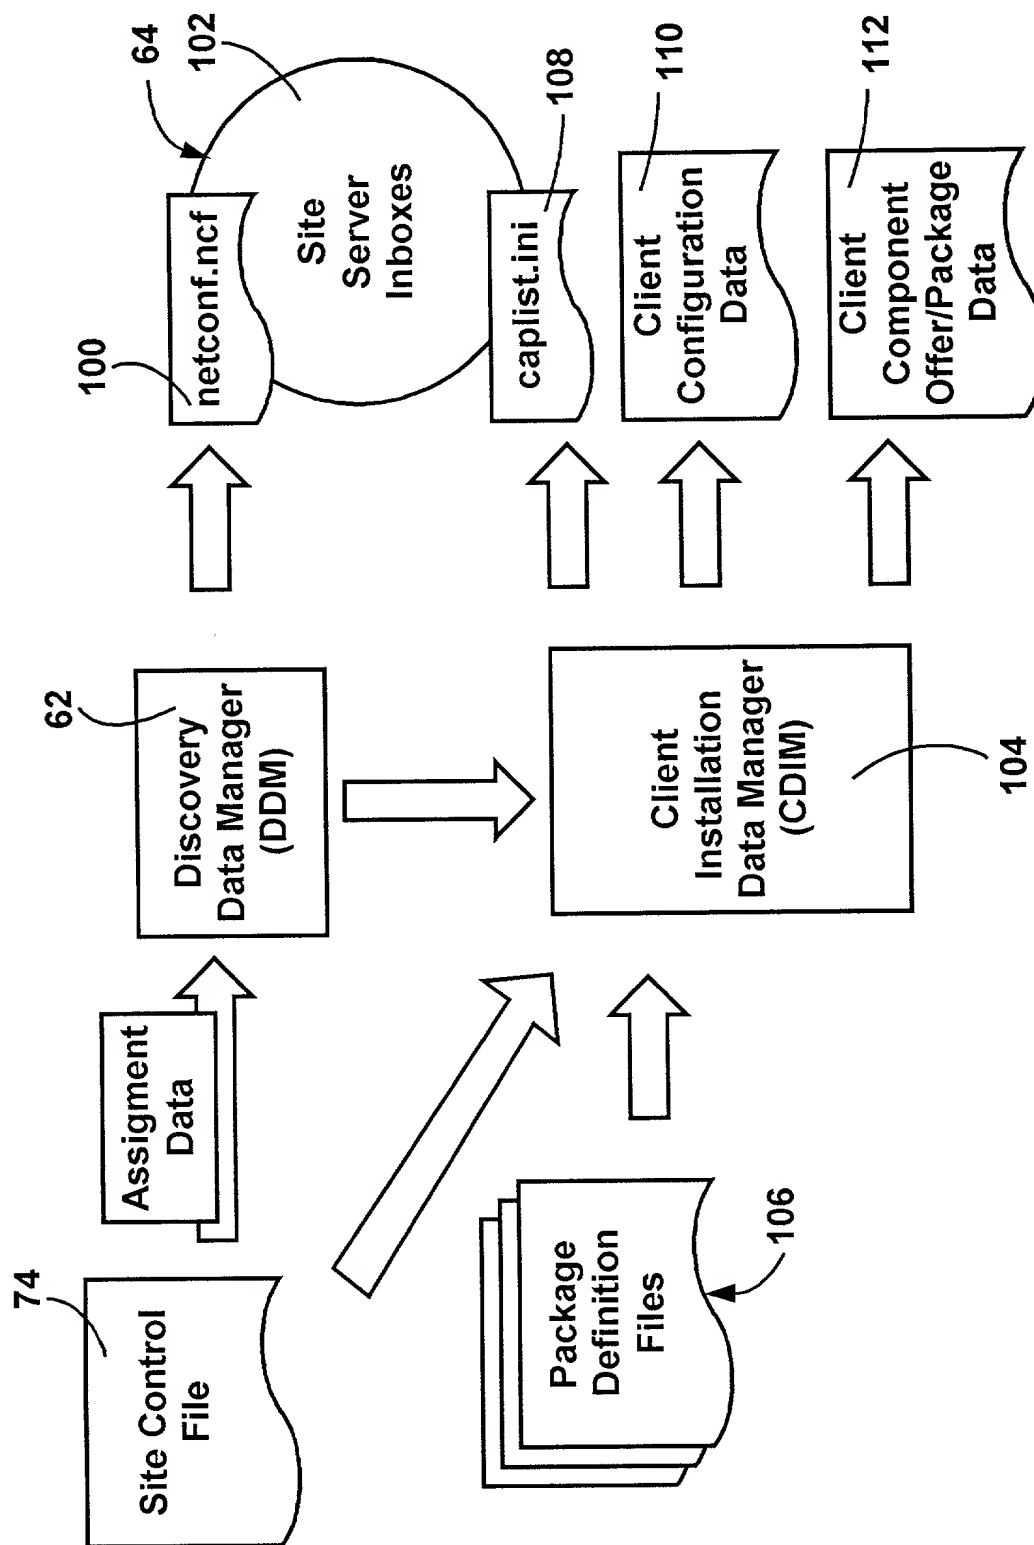 74
Site Control
File
Assigment
Data
62
Discovery
Data Manager
(DDM)
100
netconf.ncf
64
102
Site
Server
Inboxes
Package
Definition
Files
106
Client
Installation
Data Manager
(CDIM)
104
caplist.ini
108
Client
Configuration
Data
110
Client
Component
Offer/Package
Data
112